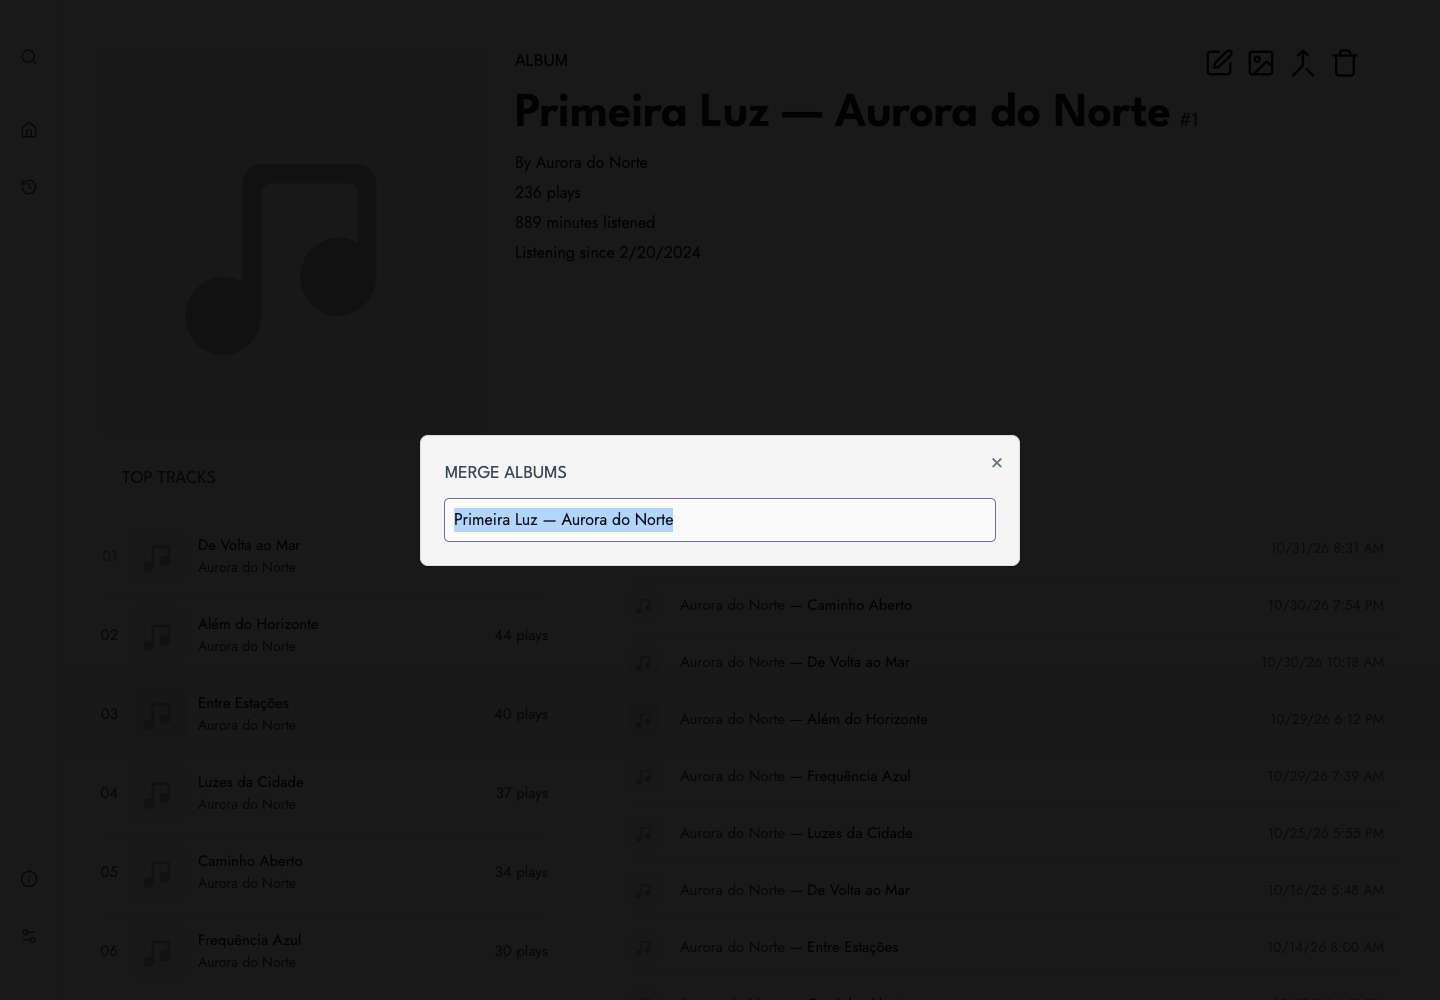 ALBUM
Primeira Luz — Aurora do Norte #1
By Aurora do Norte
236 plays
889 minutes listened
Listening since 2/20/2024
MERGE ALBUMS
×
Primeira Luz — Aurora do Norte
TOP TRACKS
01
De Volta ao Mar
Aurora do Norte
02
Além do Horizonte
Aurora do Norte
44 plays
03
Entre Estações
Aurora do Norte
40 plays
04
Luzes da Cidade
Aurora do Norte
37 plays
05
Caminho Aberto
Aurora do Norte
34 plays
06
Frequência Azul
Aurora do Norte
30 plays
10/31/26 8:31 AM
Aurora do Norte — Caminho Aberto 10/30/26 7:54 PM
Aurora do Norte — De Volta ao Mar 10/30/26 10:18 AM
Aurora do Norte — Além do Horizonte 10/29/26 6:12 PM
Aurora do Norte — Frequência Azul 10/29/26 7:39 AM
Aurora do Norte — Luzes da Cidade 10/25/26 5:55 PM
Aurora do Norte — De Volta ao Mar 10/16/26 5:48 AM
Aurora do Norte — Entre Estações 10/14/26 8:00 AM